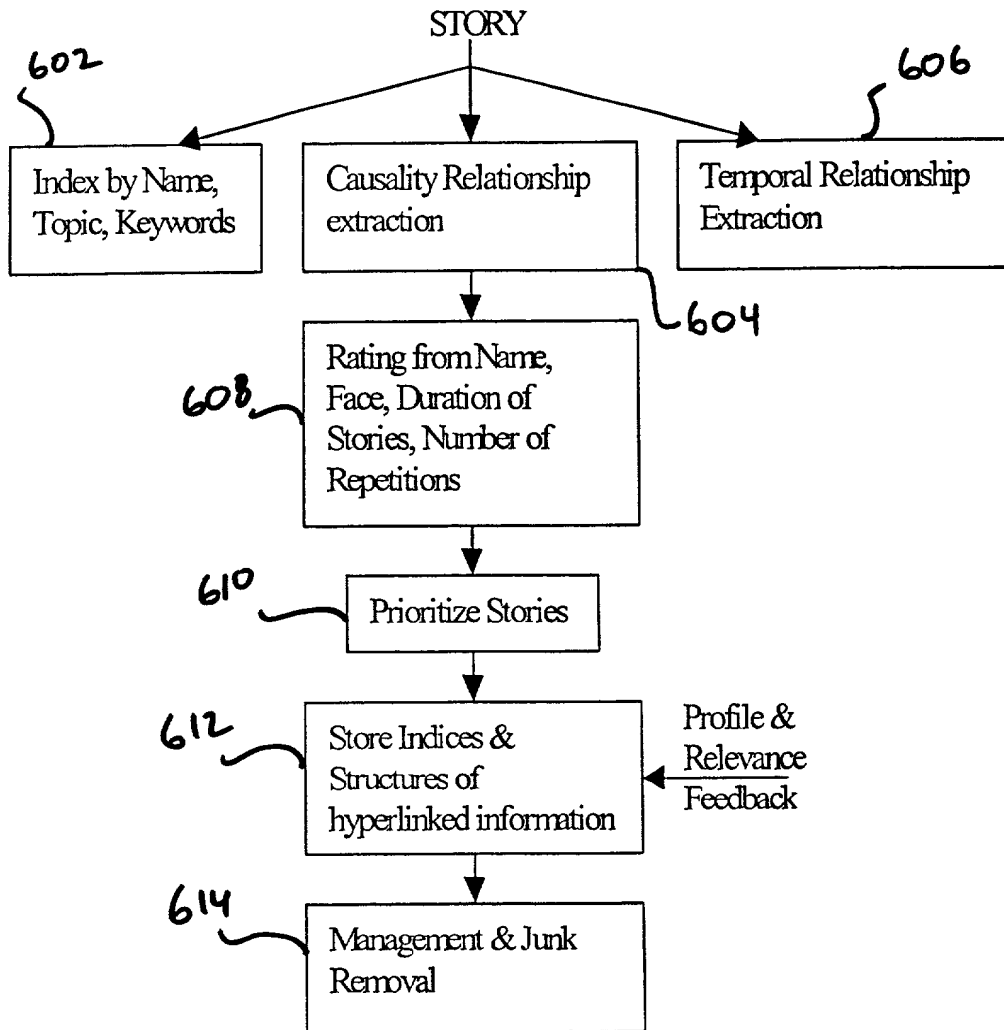 STORY
602
606
Index by Name,
Topic, Keywords
Causality Relationship
extraction
Temporal Relationship
Extraction
604
608
Rating from Name,
Face, Duration of
Stories, Number of
Repetitions
610
Prioritize Stories
612
Store Indices &
Structures of
hyperlinked information
Profile &
Relevance
Feedback
614
Management & Junk
Removal